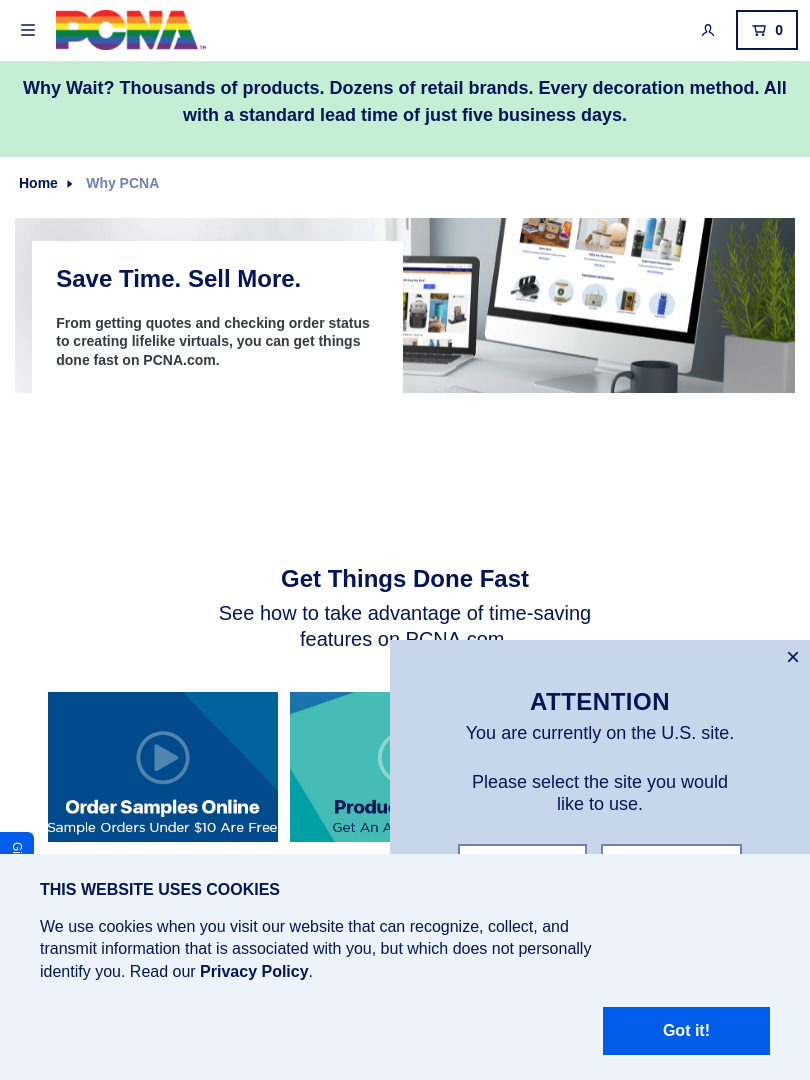 PCNA™
0
Why Wait? Thousands of products. Dozens of retail brands. Every decoration method. All
with a standard lead time of just five business days.
Home
Why PCNA
Save Time. Sell More.
From getting quotes and checking order status
to creating lifelike virtuals, you can get things
done fast on PCNA.com.
Get Things Done Fast
See how to take advantage of time-saving
features on PCNA.com.
×
ATTENTION
You are currently on the U.S. site.
Please select the site you would
like to use.
Order Samples Online
Sample Orders Under $10 Are Free
Get An A
THIS WEBSITE USES COOKIES
We use cookies when you visit our website that can recognize, collect, and
transmit information that is associated with you, but which does not personally
identify you. Read our Privacy Policy.
Got it!